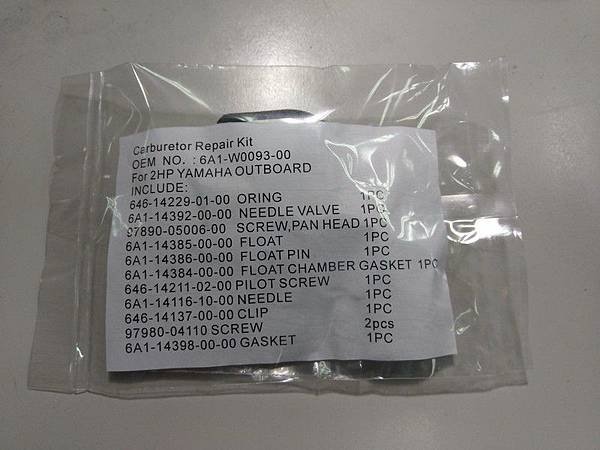 Carburetor Repair Kit
OEM NO. : 6A1-W0093-00
For 2HP YAMAHA OUTBOARD
INCLUDE:
646-14229-01-00 ORING 1PC
6A1-14392-00-00 NEEDLE VALVE 1PC
97890-05006-00 SCREW,PAN HEAD 1PC
6A1-14385-00-00 FLOAT 1PC
6A1-14386-00-00 FLOAT PIN 1PC
6A1-14384-00-00 FLOAT CHAMBER GASKET 1PC
646-14211-02-00 PILOT SCREW 1PC
6A1-14116-10-00 NEEDLE 1PC
646-14137-00-00 CLIP 1PC
97980-04110 SCREW 2pcs
6A1-14398-00-00 GASKET 1PC